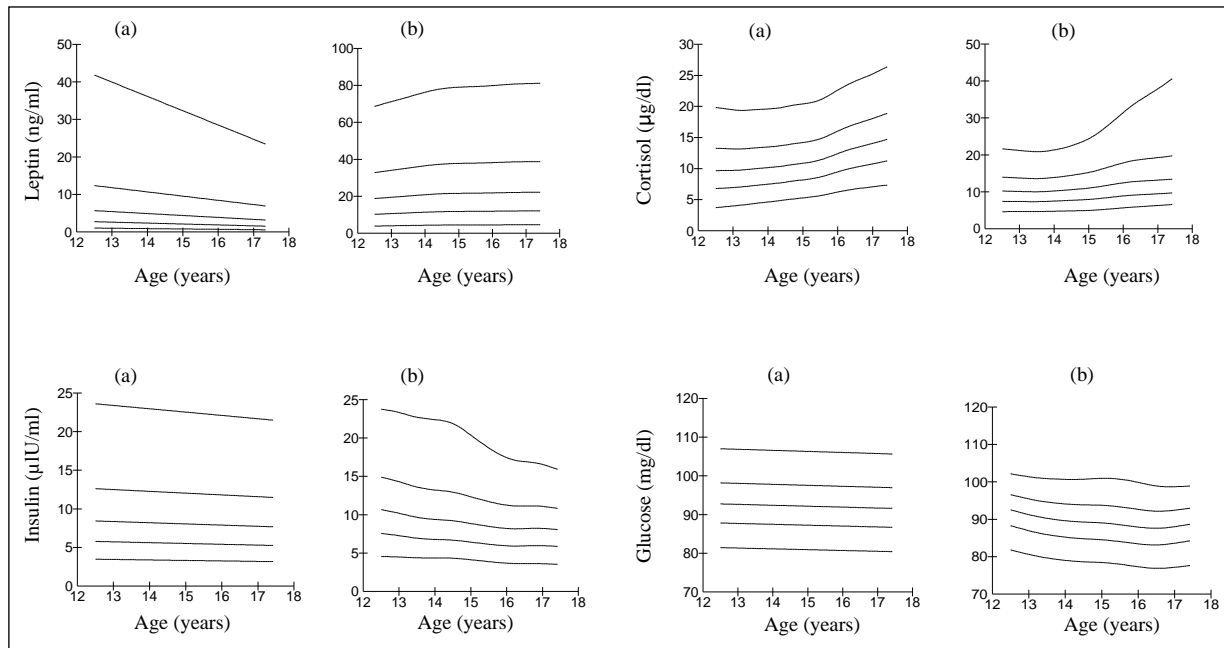 (a)
Leptin (ng/ml)
50
40
30
20
10
0
12 13 14 15 16 17 18
Age (years)
(b)
100
80
60
40
20
0
12 13 14 15 16 17 18
Age (years)
(a)
Cortisol (µg/dl)
30
25
20
15
10
5
0
12 13 14 15 16 17 18
Age (years)
(b)
50
40
30
20
10
0
12 13 14 15 16 17 18
Age (years)
(a)
Insulin (µIU/ml)
25
20
15
10
5
0
12 13 14 15 16 17 18
Age (years)
(b)
25
20
15
10
5
0
12 13 14 15 16 17 18
Age (years)
(a)
Glucose (mg/dl)
120
110
100
90
80
70
12 13 14 15 16 17 18
Age (years)
(b)
120
110
100
90
80
70
12 13 14 15 16 17 18
Age (years)